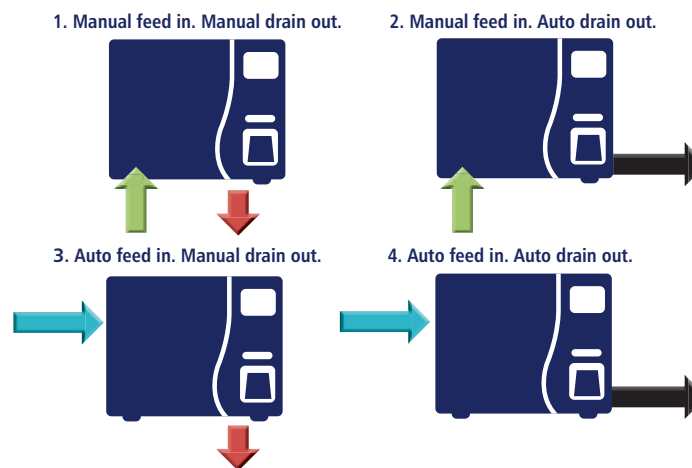 1. Manual feed in. Manual drain out.
2. Manual feed in. Auto drain out.
3. Auto feed in. Manual drain out.
4. Auto feed in. Auto drain out.